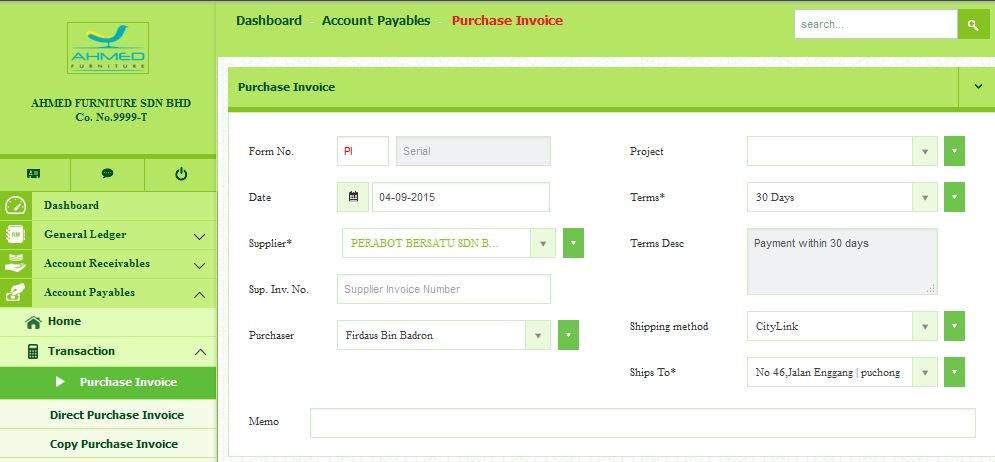 AHMED
FURNITURE
AHMED FURNITURE SDN BHD
Co. No.9999-T
Dashboard
General Ledger
Account Receivables
Account Payables
Home
Transaction
Purchase Invoice
Direct Purchase Invoice
Copy Purchase Invoice
Dashboard - Account Payables - Purchase Invoice
search...
Purchase Invoice
Form No. PI Serial
Date 04-09-2015
Supplier* PERABOT BERSATU SDN B...
Sup. Inv. No. Supplier Invoice Number
Purchaser Firdaus Bin Badron
Project
Terms* 30 Days
Terms Desc Payment within 30 days
Shipping method CityLink
Ships To* No 46,Jalan Enggang | puchong
Memo